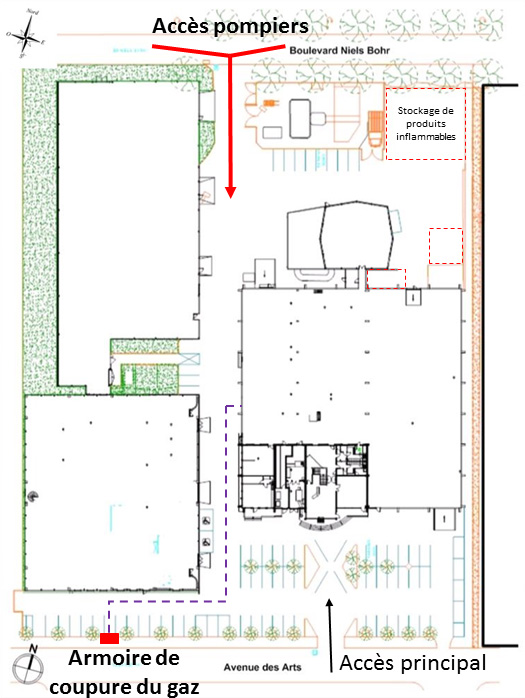 Nord
O
E
S
Accès pompiers
Boulevard Niels Bohr
Stockage de
produits
inflammables
Armoire de
coupure du gaz
Avenue des Arts
Accès principal
N